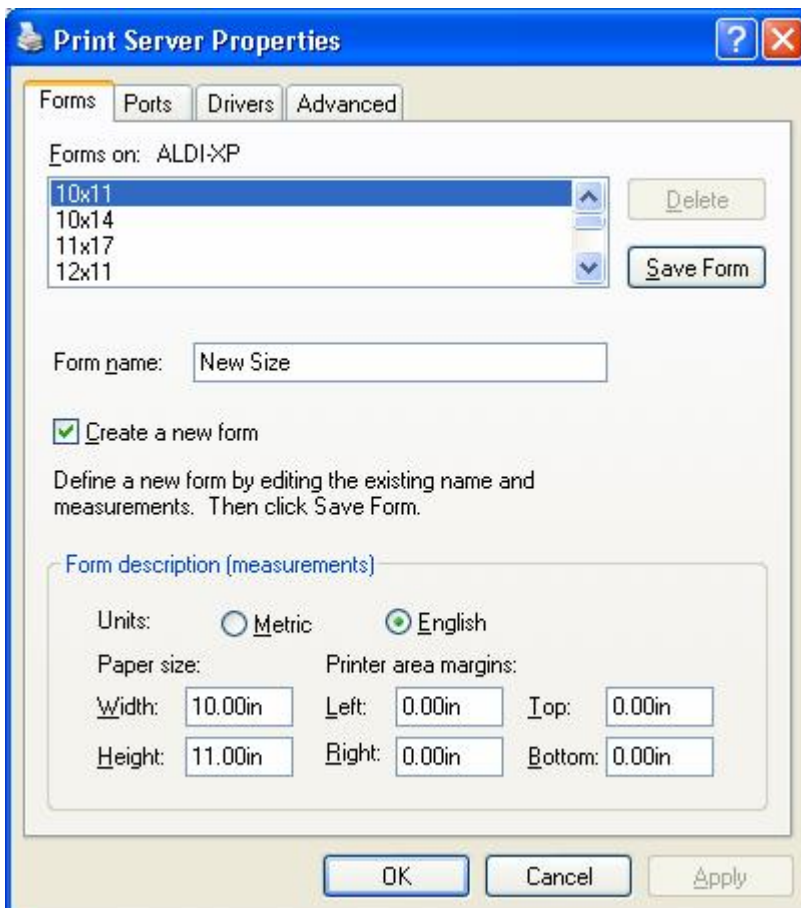 Print Server Properties
Forms Ports Drivers Advanced
Forms on: ALDI-XP
10x11
10x14
11x17
12x11
Delete
Save Form
Form name: New Size
Create a new form
Define a new form by editing the existing name and
measurements. Then click Save Form.
Form description (measurements)
Units: Metric English
Paper size: Printer area margins:
Width: 10.00in Left: 0.00in Top: 0.00in
Height: 11.00in Right: 0.00in Bottom: 0.00in
OK Cancel Apply